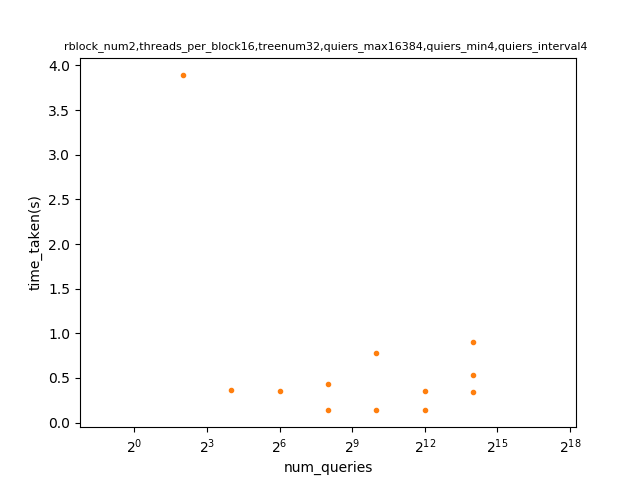 rblock_num2,threads_per_block16,treenum32,quiers_max16384,quiers_min4,quiers_interval4
4.0
3.5
3.0
2.5
2.0
1.5
1.0
0.5
0.0
time_taken(s)
2^0 2^3 2^6 2^9 2^12 2^15 2^18
num_queries